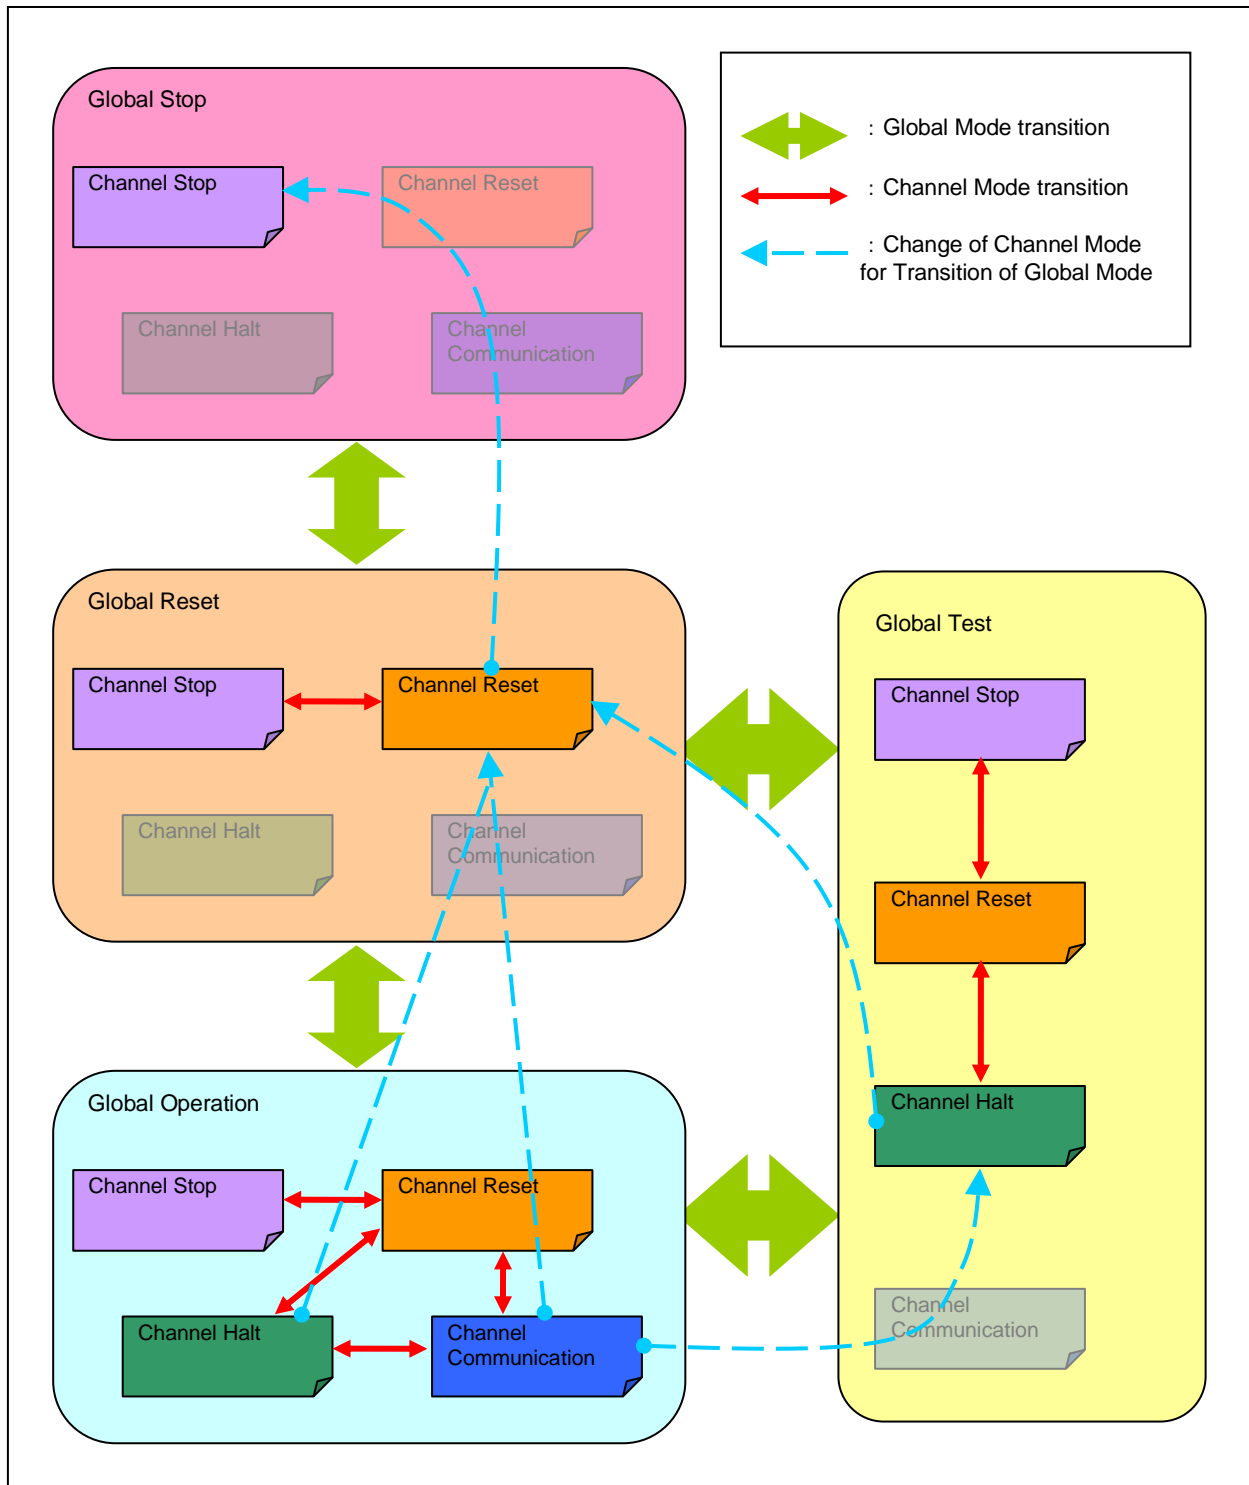 Global Stop
Channel Stop
Channel Reset
Channel Halt
Channel
Communication
: Global Mode transition
: Channel Mode transition
: Change of Channel Mode
for Transition of Global Mode
Global Reset
Channel Stop
Channel Reset
Channel Halt
Channel
Communication
Global Test
Channel Stop
Channel Reset
Channel Halt
Channel
Communication
Global Operation
Channel Stop
Channel Reset
Channel Halt
Channel
Communication